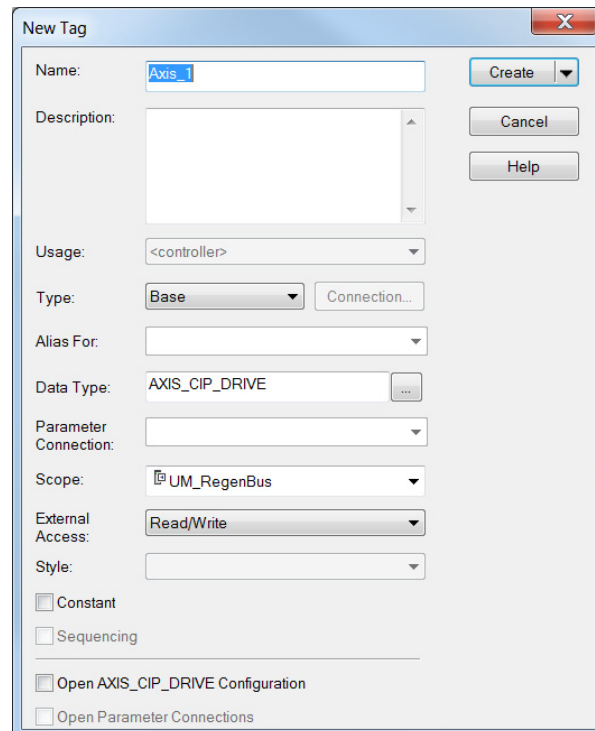 New Tag
Name: Axis_1 Create
Description: Cancel
Help
Usage: <controller>
Type: Base Connection...
Alias For:
Data Type: AXIS_CIP_DRIVE ...
Parameter
Connection:
Scope: UM_RegenBus
External
Access: Read/Write
Style:
Constant
Sequencing
Open AXIS_CIP_DRIVE Configuration
Open Parameter Connections